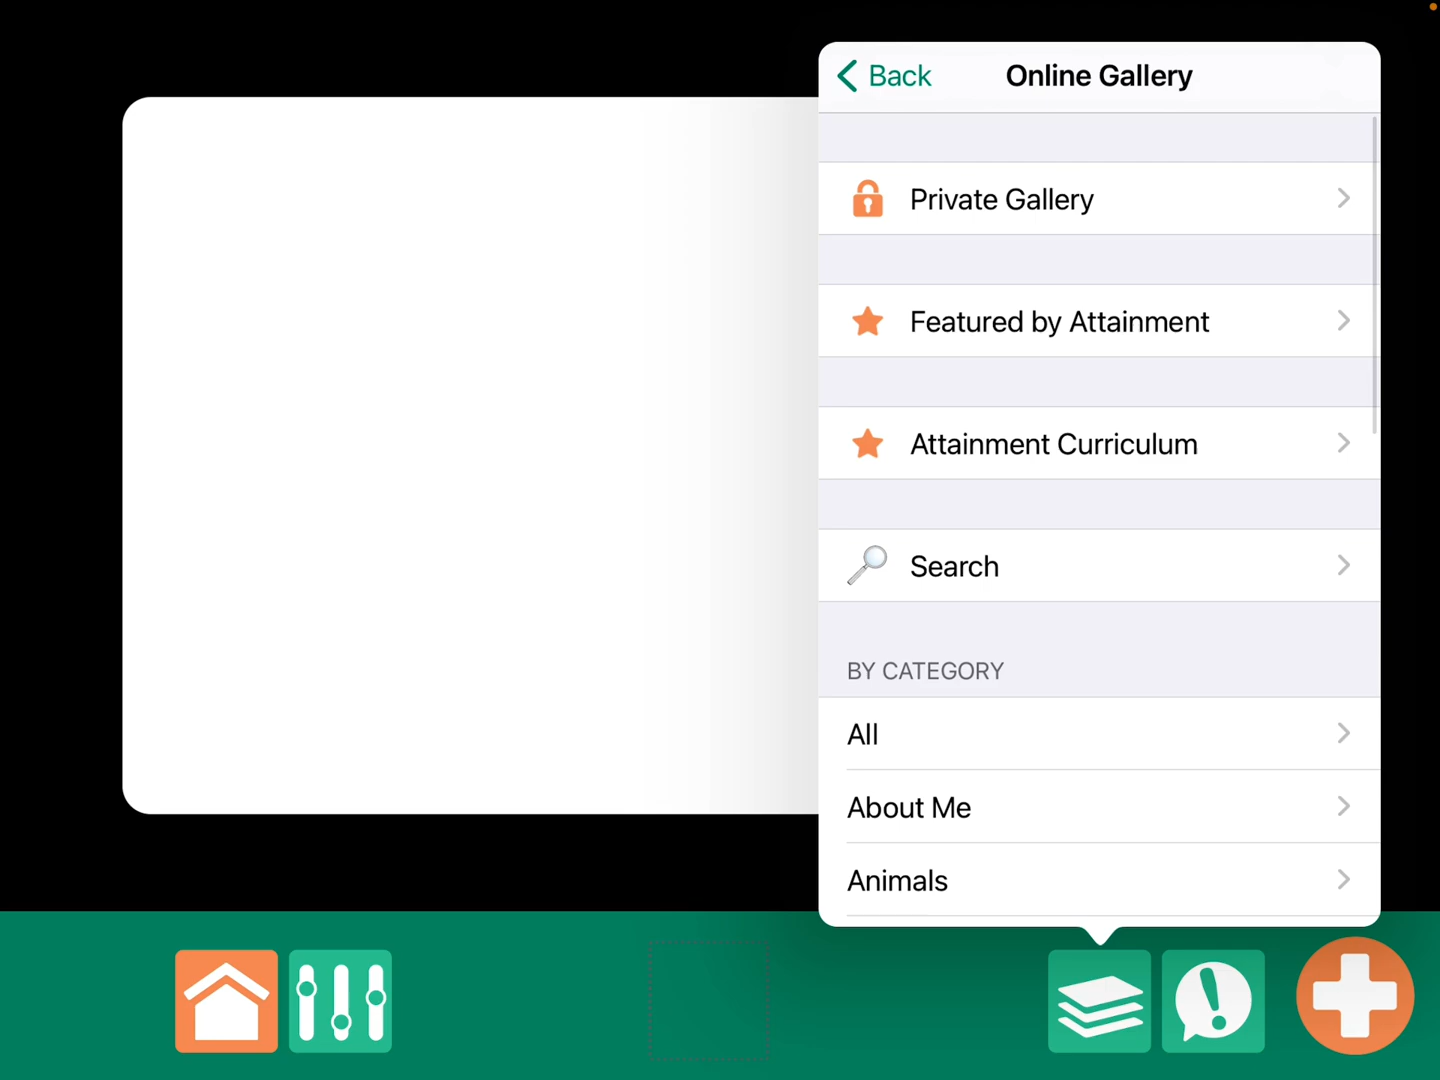 Back
Online Gallery
Private Gallery
Featured by Attainment
Attainment Curriculum
Search
BY CATEGORY
All
About Me
Animals